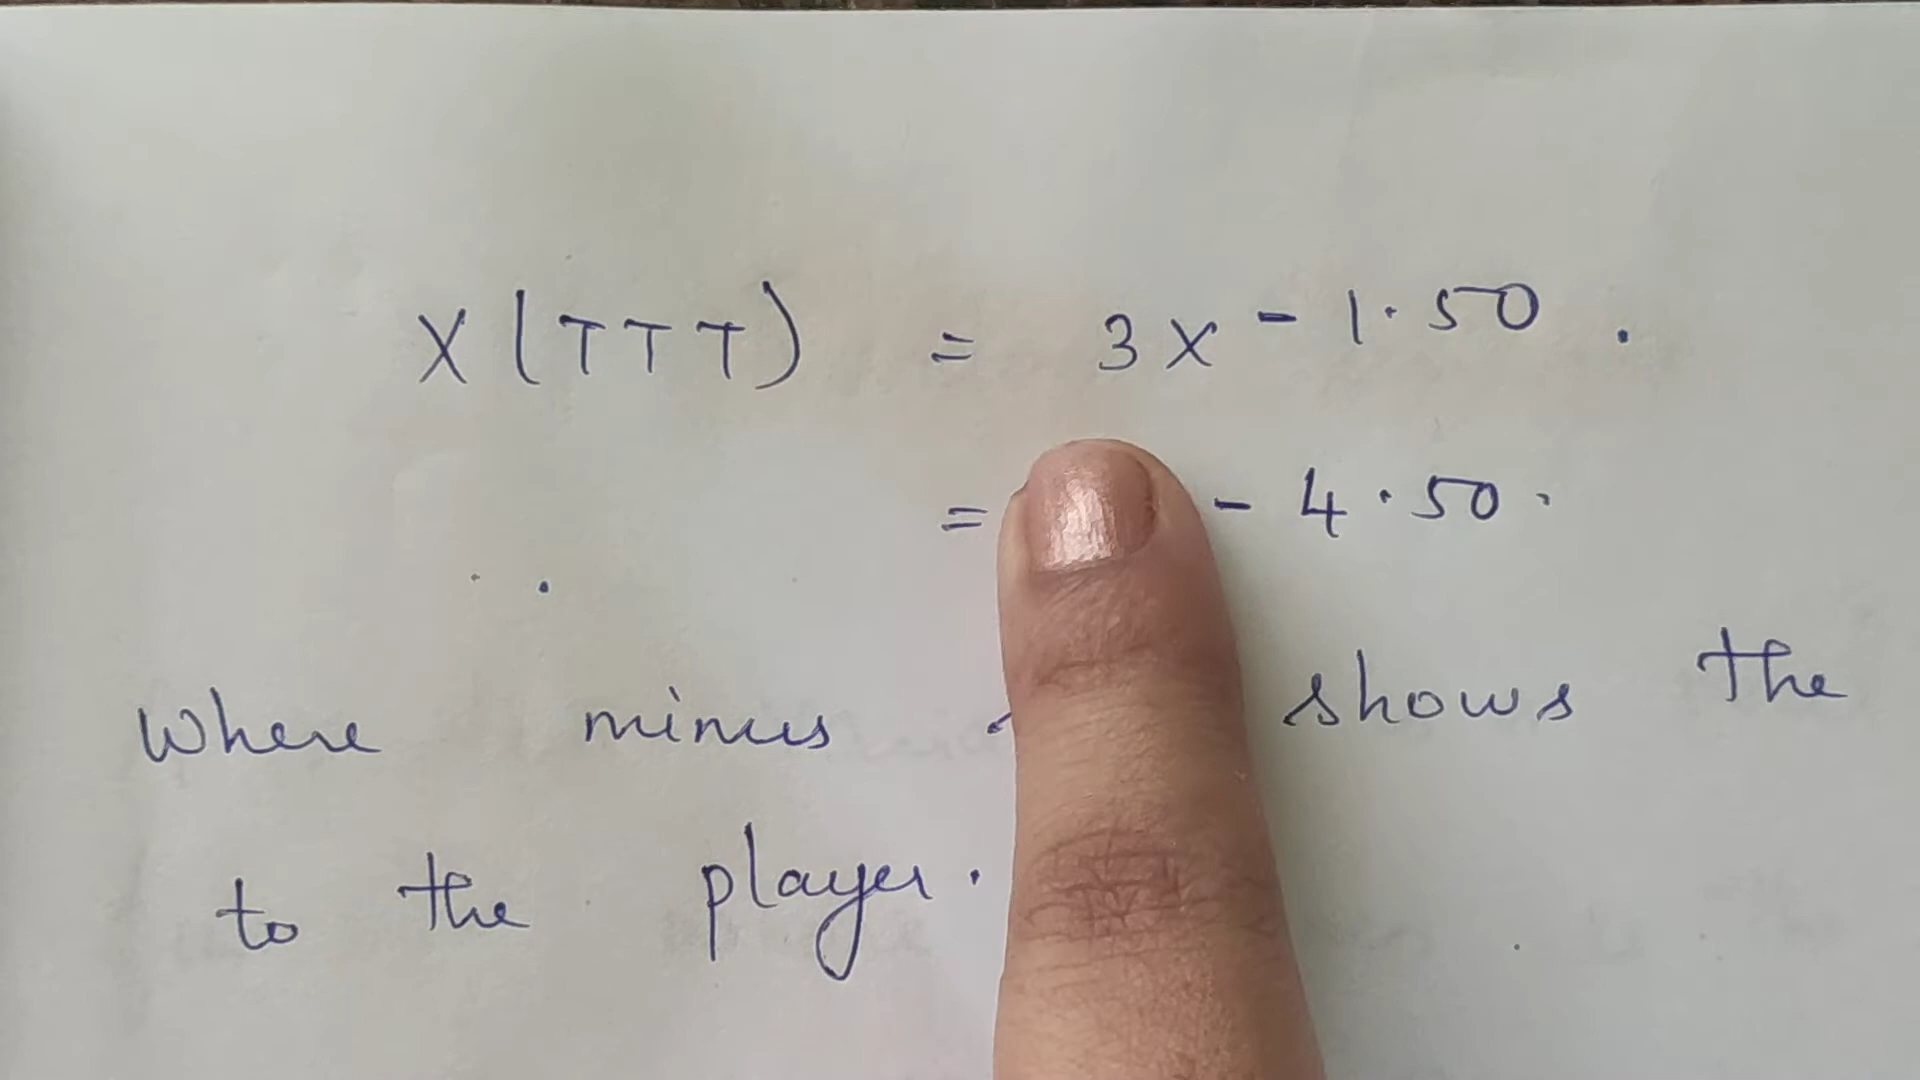 X(TTT) = 3x - 1.50.
= - 4.50.
Where minus shows the
to the player.